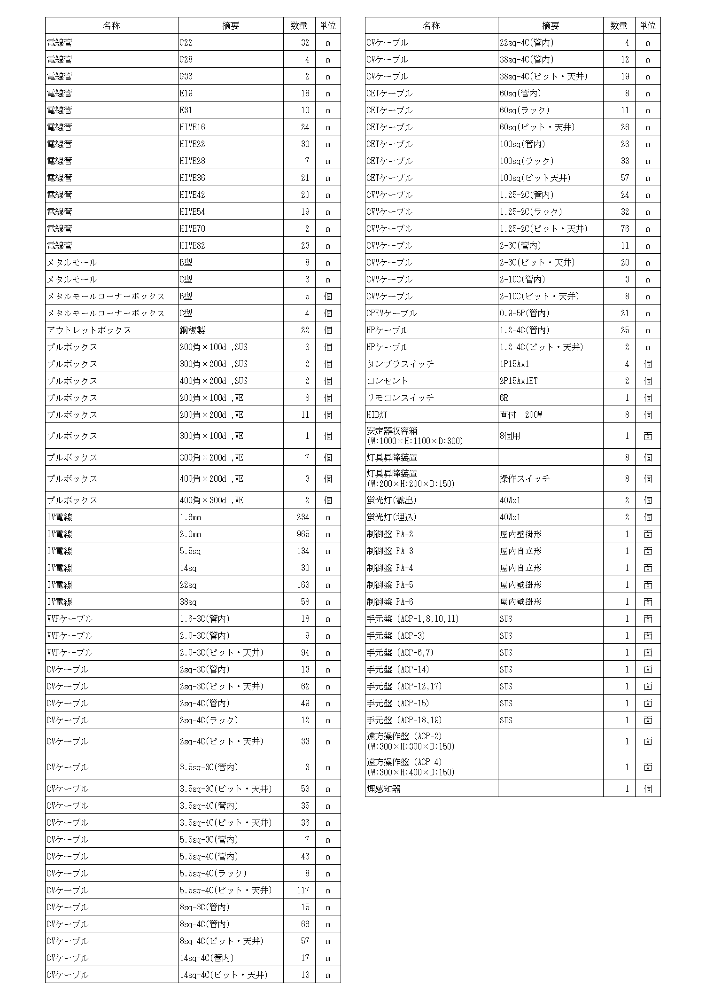 名称 摘要 数量 単位
電線管 G22 32 m
電線管 G28 4 m
電線管 G36 2 m
電線管 E19 18 m
電線管 E31 10 m
電線管 HIVE16 24 m
電線管 HIVE22 30 m
電線管 HIVE28 7 m
電線管 HIVE36 21 m
電線管 HIVE42 20 m
電線管 HIVE54 19 m
電線管 HIVE70 2 m
電線管 HIVE82 23 m
メタルモール B型 8 m
メタルモール C型 6 m
メタルモールコーナーボックス B型 5 個
メタルモールコーナーボックス C型 4 個
アウトレットボックス 鋼板製 22 個
プルボックス 200角×100d ,SUS 8 個
プルボックス 300角×200d ,SUS 2 個
プルボックス 400角×200d ,SUS 2 個
プルボックス 200角×100d ,VE 8 個
プルボックス 200角×200d ,VE 11 個
プルボックス 300角×100d ,VE 1 個
プルボックス 300角×200d ,VE 7 個
プルボックス 400角×200d ,VE 3 個
プルボックス 400角×300d ,VE 2 個
IV電線 1.6mm 234 m
IV電線 2.0mm 965 m
IV電線 5.5sq 134 m
IV電線 14sq 30 m
IV電線 22sq 163 m
IV電線 38sq 58 m
VVFケーブル 1.6-3C(管内) 18 m
VVFケーブル 2.0-3C(管内) 9 m
VVFケーブル 2.0-3C(ピット・天井) 94 m
CVケーブル 2sq-3C(管内) 13 m
CVケーブル 2sq-3C(ピット・天井) 62 m
CVケーブル 2sq-4C(管内) 49 m
CVケーブル 2sq-4C(ラック) 12 m
CVケーブル 2sq-4C(ピット・天井) 33 m
CVケーブル 3.5sq-3C(管内) 3 m
CVケーブル 3.5sq-3C(ピット・天井) 53 m
CVケーブル 3.5sq-4C(管内) 35 m
CVケーブル 3.5sq-4C(ピット・天井) 36 m
CVケーブル 5.5sq-3C(管内) 7 m
CVケーブル 5.5sq-4C(管内) 46 m
CVケーブル 5.5sq-4C(ラック) 8 m
CVケーブル 5.5sq-4C(ピット・天井) 117 m
CVケーブル 8sq-3C(管内) 15 m
CVケーブル 8sq-4C(管内) 66 m
CVケーブル 8sq-4C(ピット・天井) 57 m
CVケーブル 14sq-4C(管内) 17 m
CVケーブル 14sq-4C(ピット・天井) 13 m
名称 摘要 数量 単位
CVケーブル 22sq-4C(管内) 4 m
CVケーブル 38sq-4C(管内) 12 m
CVケーブル 38sq-4C(ピット・天井) 19 m
CETケーブル 60sq(管内) 8 m
CETケーブル 60sq(ラック) 11 m
CETケーブル 60sq(ピット・天井) 26 m
CETケーブル 100sq(管内) 28 m
CETケーブル 100sq(ラック) 33 m
CETケーブル 100sq(ピット天井) 57 m
CVVケーブル 1.25-2C(管内) 24 m
CVVケーブル 1.25-2C(ラック) 32 m
CVVケーブル 1.25-2C(ピット・天井) 76 m
CVVケーブル 2-6C(管内) 11 m
CVVケーブル 2-6C(ピット・天井) 20 m
CVVケーブル 2-10C(管内) 3 m
CVVケーブル 2-10C(ピット・天井) 8 m
CPEVケーブル 0.9-5P(管内) 21 m
HPケーブル 1.2-4C(管内) 25 m
HPケーブル 1.2-4C(ピット・天井) 2 m
タンブラスイッチ 1P15Ax1 4 個
コンセント 2P15Ax1ET 2 個
リモコンスイッチ 6R 1 個
HID灯 直付　200W 8 個
安定器収容箱
(W:1000×H:1100×D:300) 8個用 1 面
灯具昇降装置 8 個
灯具昇降装置
(W:200×H:200×D:150) 操作スイッチ 8 個
蛍光灯(露出) 40Wx1 2 個
蛍光灯(埋込) 40Wx1 2 個
制御盤 PA-2 屋内壁掛形 1 面
制御盤 PA-3 屋内自立形 1 面
制御盤 PA-4 屋内自立形 1 面
制御盤 PA-5 屋内壁掛形 1 面
制御盤 PA-6 屋内壁掛形 1 面
手元盤 (ACP-1,8,10,11) SUS 1 面
手元盤 (ACP-3) SUS 1 面
手元盤 (ACP-6,7) SUS 1 面
手元盤 (ACP-14) SUS 1 面
手元盤 (ACP-12,17) SUS 1 面
手元盤 (ACP-15) SUS 1 面
手元盤 (ACP-18,19) SUS 1 面
遠方操作盤 (ACP-2)
(W:300×H:300×D:150) 1 面
遠方操作盤 (ACP-4)
(W:300×H:400×D:150) 1 面
煙感知器 1 個